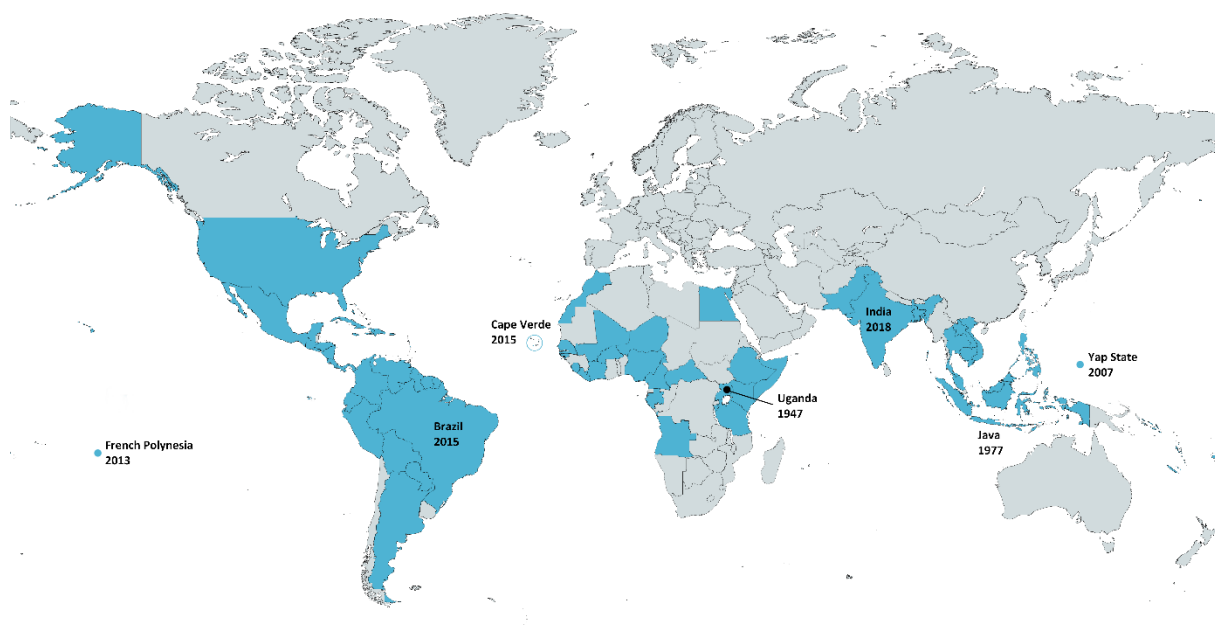 India
2018
Cape Verde
2015
Yap State
2007
Uganda
1947
Brazil
2015
Java
1977
French Polynesia
2013